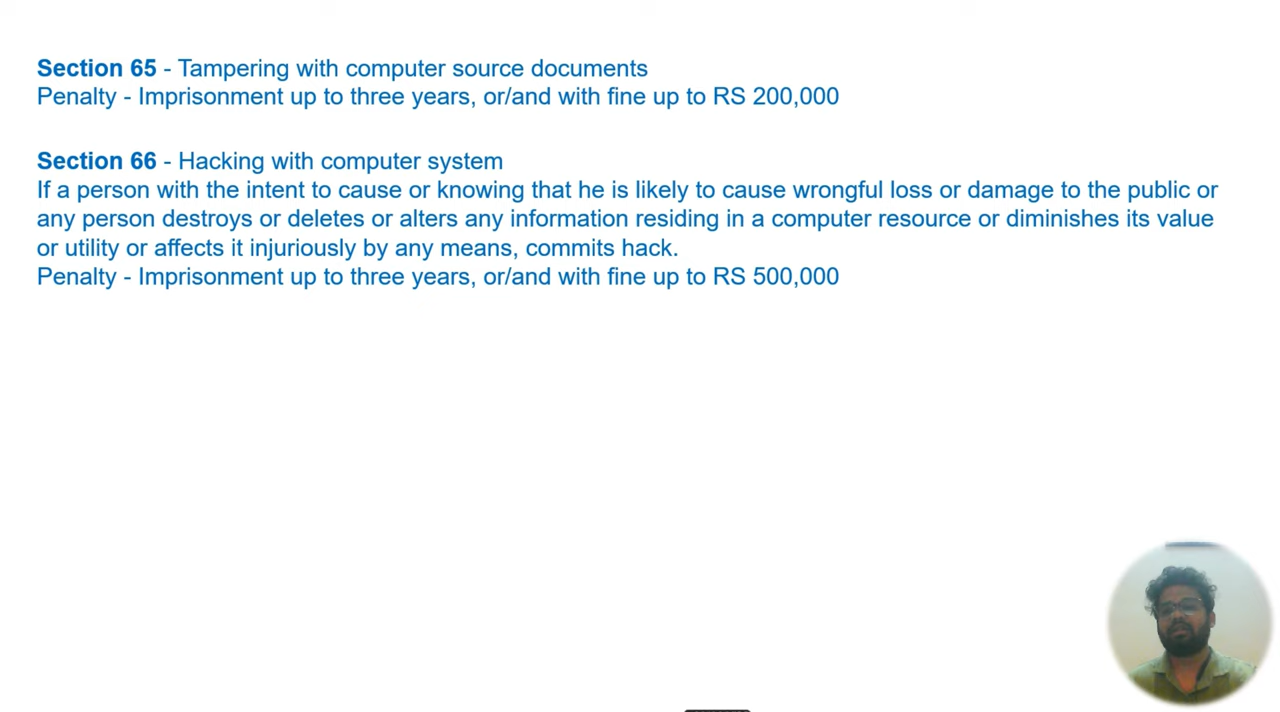 Section 65 - Tampering with computer source documents
Penalty - Imprisonment up to three years, or/and with fine up to RS 200,000
Section 66 - Hacking with computer system
If a person with the intent to cause or knowing that he is likely to cause wrongful loss or damage to the public or
any person destroys or deletes or alters any information residing in a computer resource or diminishes its value
or utility or affects it injuriously by any means, commits hack.
Penalty - Imprisonment up to three years, or/and with fine up to RS 500,000